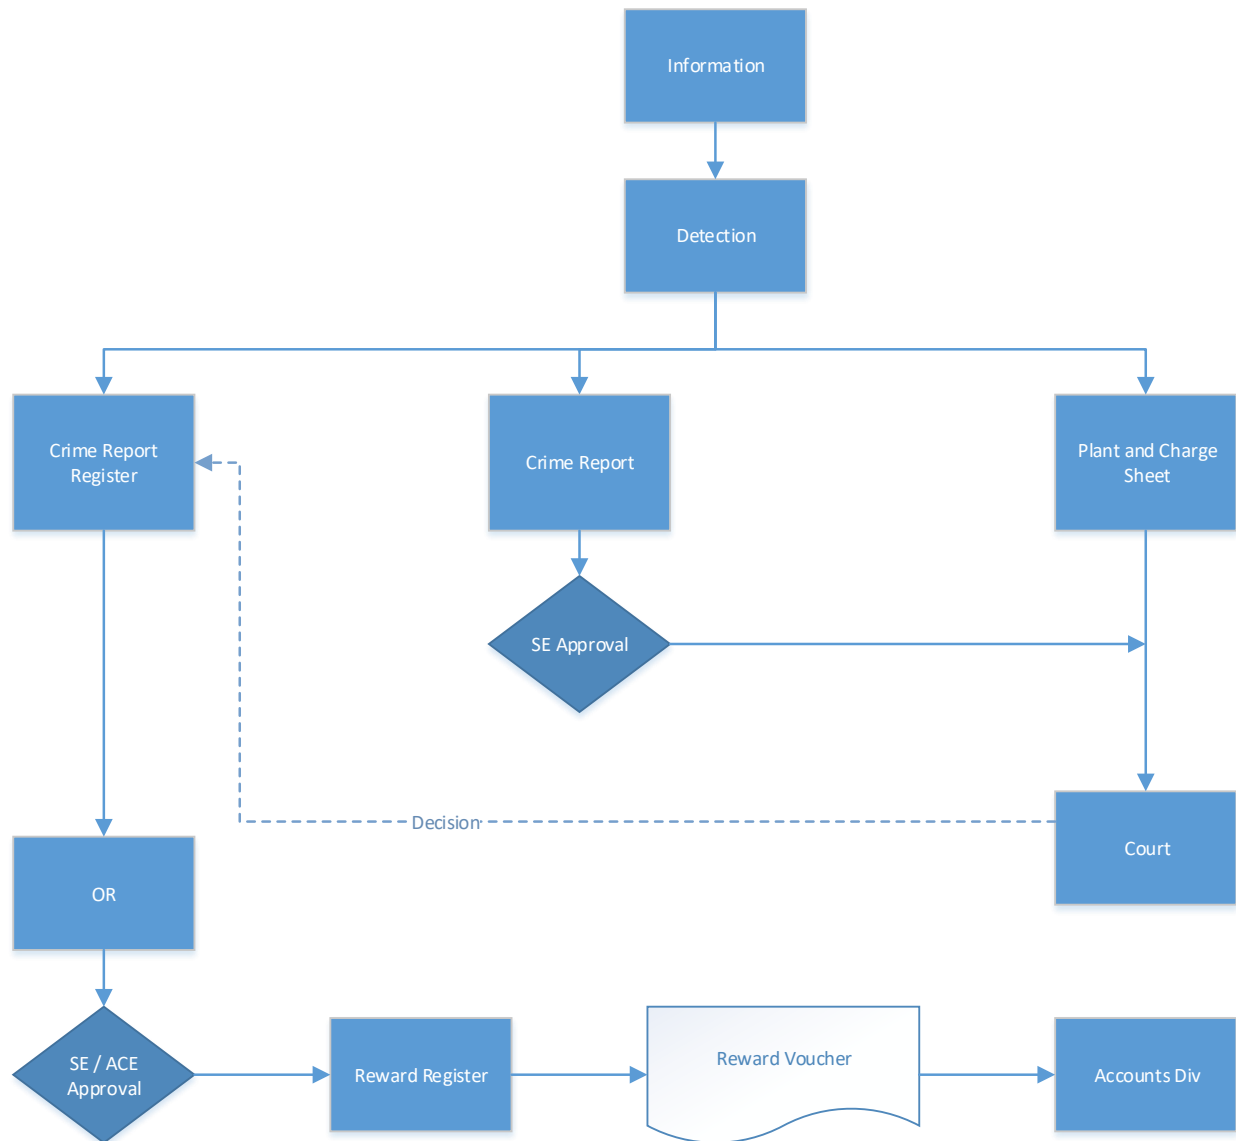 Information
Detection
Crime Report
Register
Crime Report
Plant and Charge
Sheet
SE Approval
Decision
Court
OR
SE / ACE
Approval
Reward Register
Reward Voucher
Accounts Div